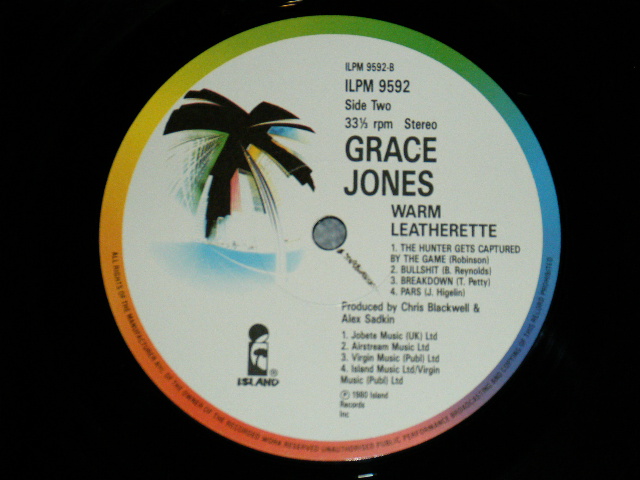 ILPM 9592-B
ILPM 9592
Side Two
33⅓ rpm Stereo
GRACE
JONES
WARM
LEATHERETTE
1. THE HUNTER GETS CAPTURED
BY THE GAME (Robinson)
2. BULLSHIT (B. Reynolds)
3. BREAKDOWN (T. Petty)
4. PARS (J. Higelin)
Produced by Chris Blackwell &
Alex Sadkin
1. Jobete Music (UK) Ltd
2. Airstream Music Ltd
3. Virgin Music (Publ) Ltd
4. Island Music Ltd/Virgin
Music (Publ) Ltd
℗ 1980 Island
Records
Inc
®
ISLAND
ALL RIGHTS OF THE MANUFACTURER AND OF THE OWNER OF THE RECORDED WORK RESERVED UNAUTHORISED PUBLIC PERFORMANCE BROADCASTING AND COPYING OF THIS RECORD PROHIBITED